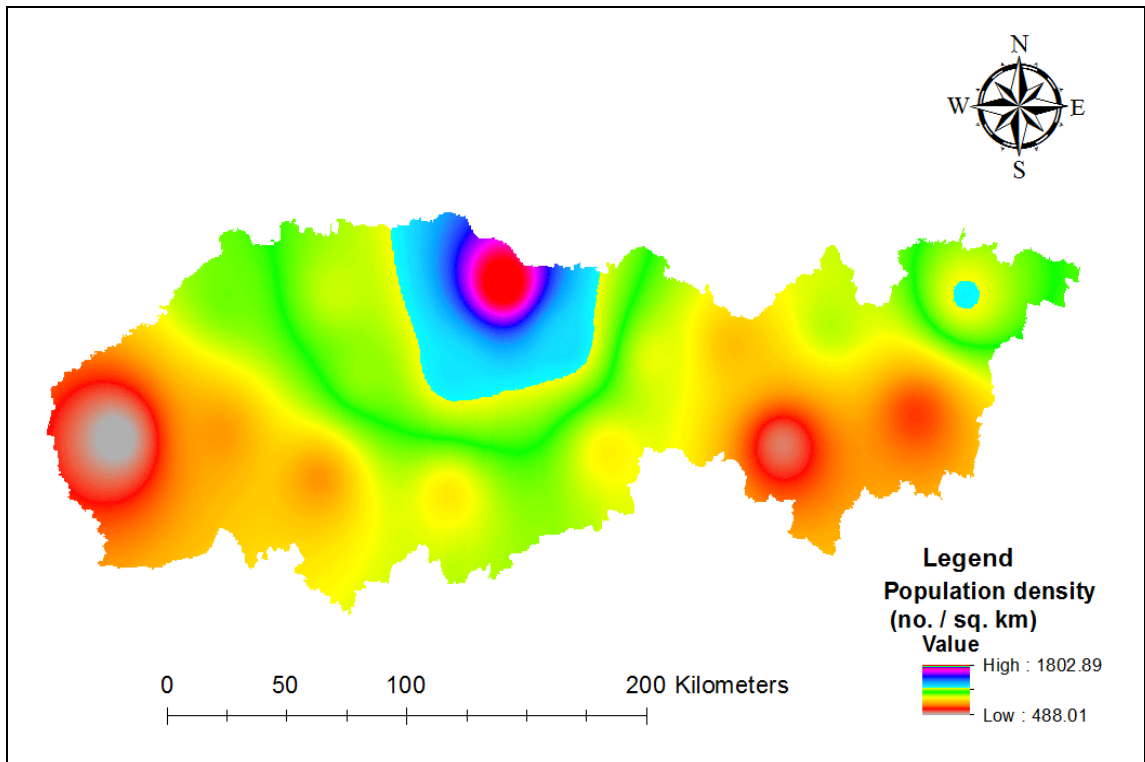 N
W E
S
Legend
Population density
(no. / sq. km)
Value
High : 1802.89
Low : 488.01
0 50 100 200 Kilometers